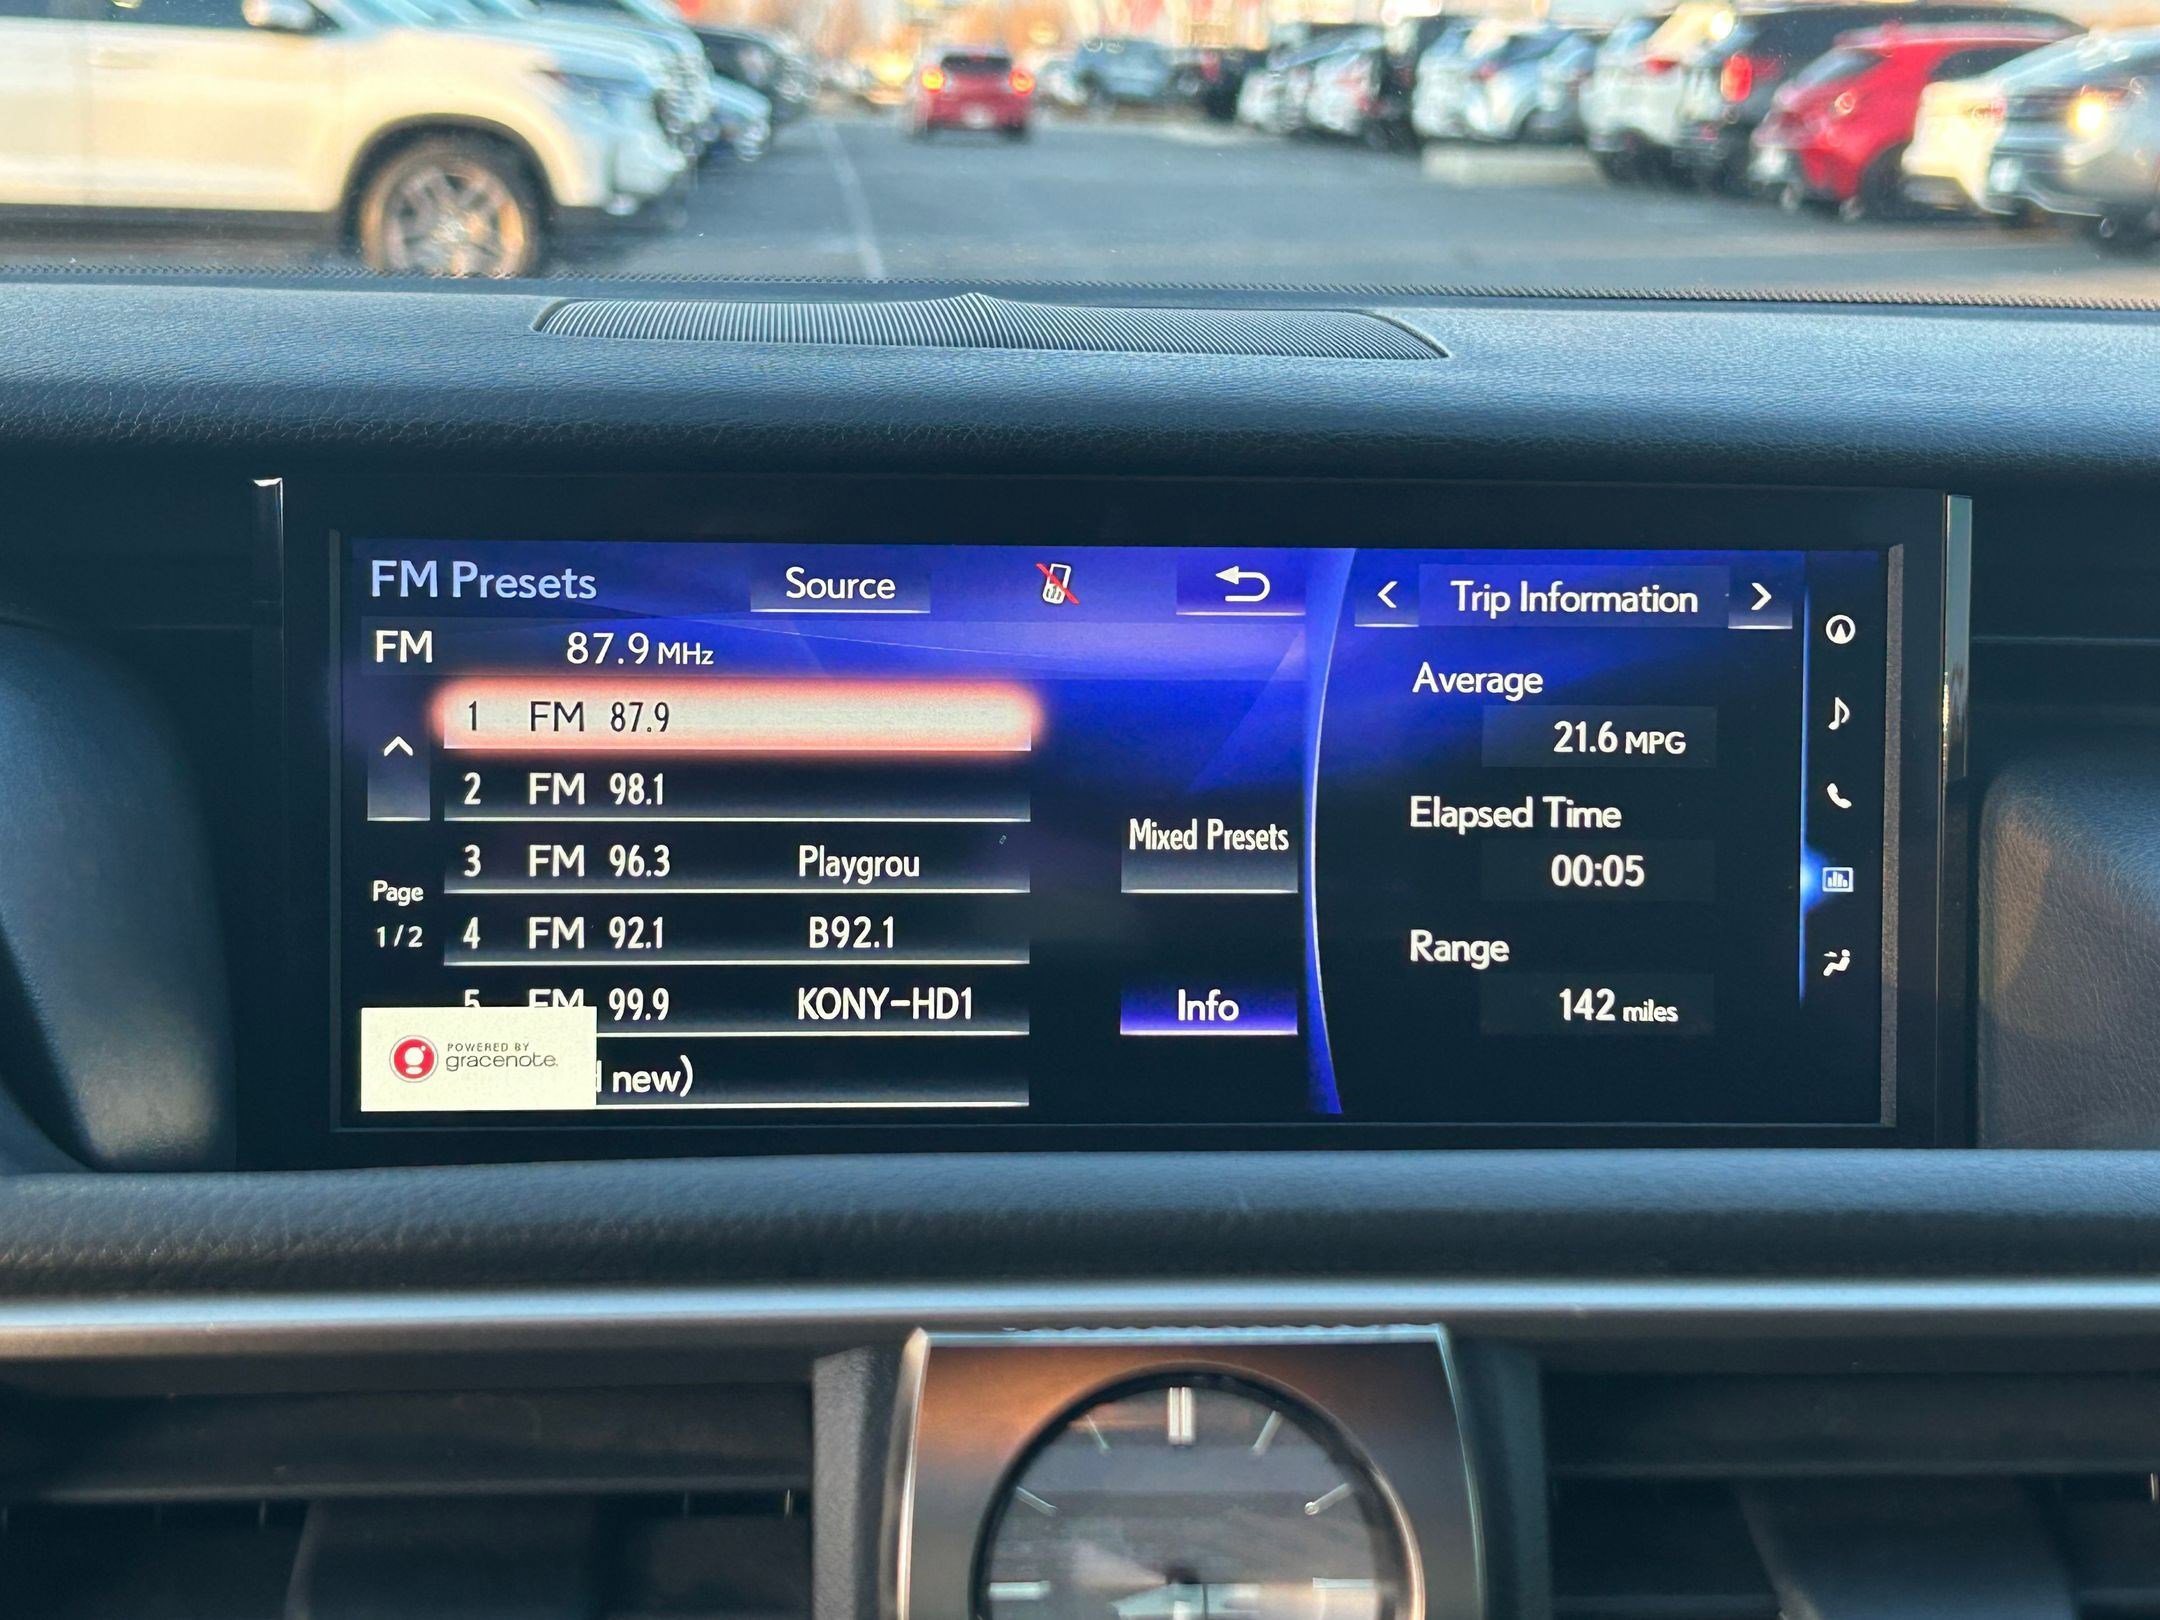 FM Presets
Source
FM 87.9 MHz
1 FM 87.9
2 FM 98.1
3 FM 96.3 Playgrou
4 FM 92.1 B92.1
5 FM 99.9 KONY-HD1
new)
Page
1/2
POWERED BY
gracenote.
Mixed Presets
Info
Trip Information
Average
21.6 MPG
Elapsed Time
00:05
Range
142 miles